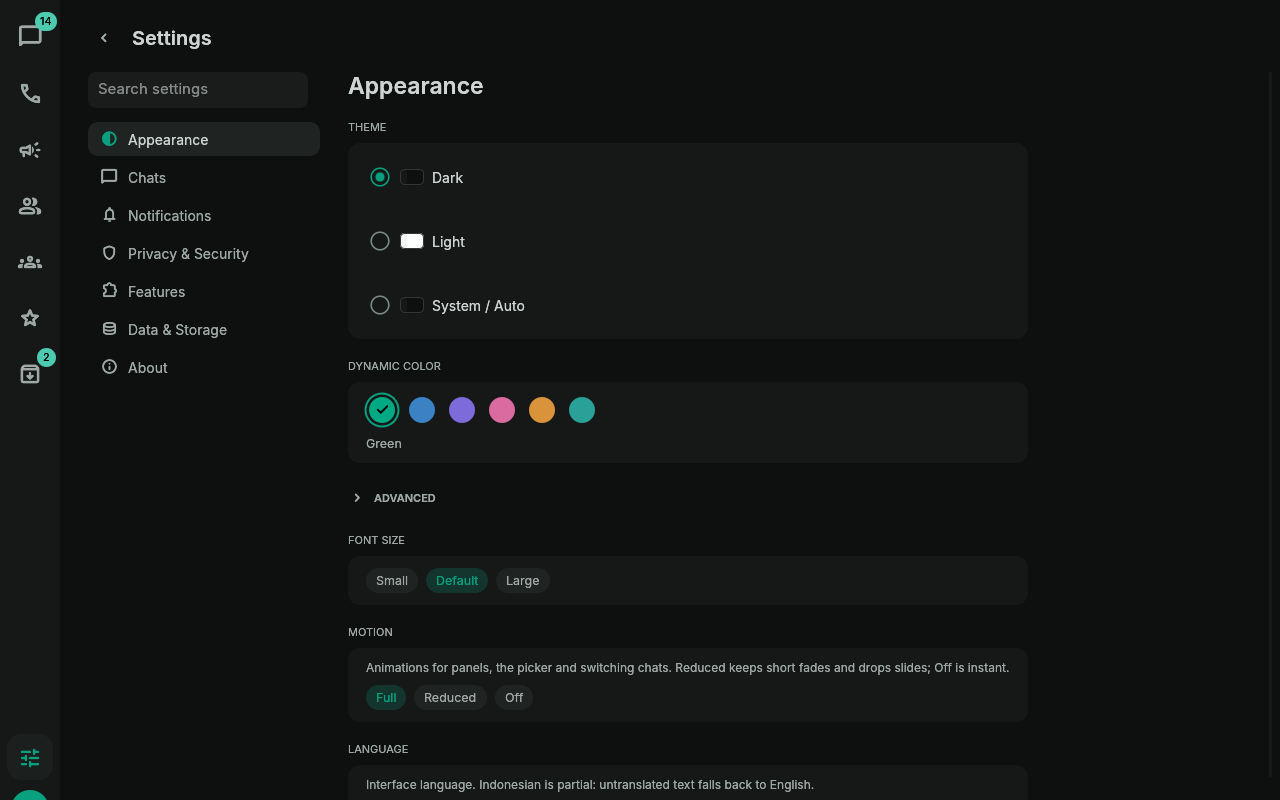 14
Settings
Search settings
Appearance
Chats
Notifications
Privacy & Security
Features
Data & Storage
About
2
Appearance
THEME
Dark
Light
System / Auto
DYNAMIC COLOR
Green
ADVANCED
FONT SIZE
Small Default Large
MOTION
Animations for panels, the picker and switching chats. Reduced keeps short fades and drops slides; Off is instant.
Full Reduced Off
LANGUAGE
Interface language. Indonesian is partial: untranslated text falls back to English.